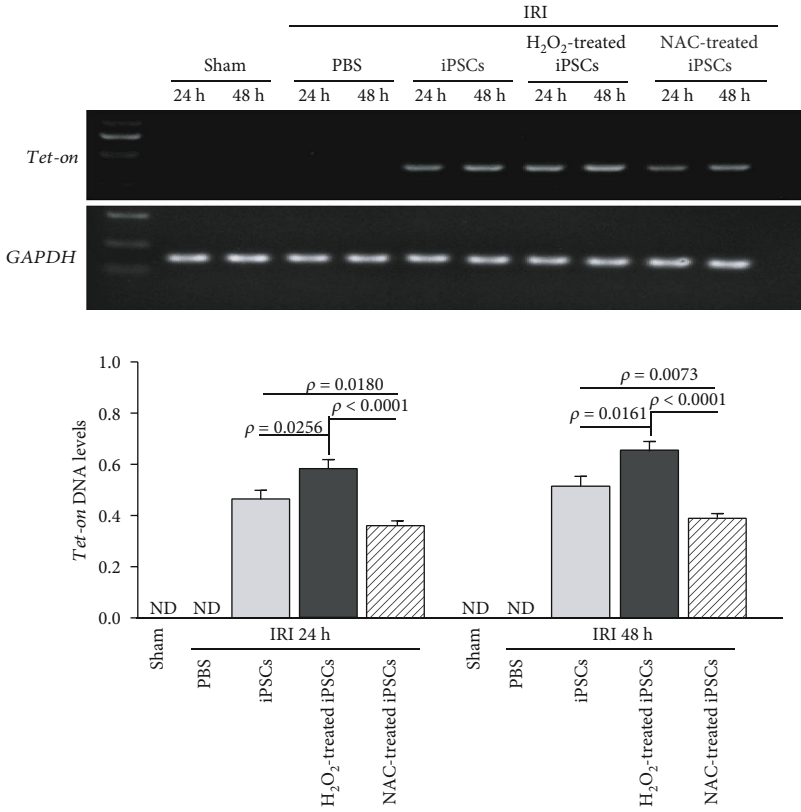 IRI
Sham
PBS
iPSCs
H₂O₂-treated
iPSCs
NAC-treated
iPSCs
24 h 48 h 24 h 48 h 24 h 48 h 24 h 48 h 24 h 48 h
Tet-on
GAPDH
1.0
0.8
0.6
0.4
0.2
0.0
Tet-on DNA levels
ρ = 0.0180
ρ = 0.0256
ρ < 0.0001
ρ = 0.0073
ρ = 0.0161
ρ < 0.0001
ND ND ND ND
Sham
IRI 24 h
PBS
iPSCs
H₂O₂-treated iPSCs
NAC-treated iPSCs
Sham
IRI 48 h
PBS
iPSCs
H₂O₂-treated iPSCs
NAC-treated iPSCs